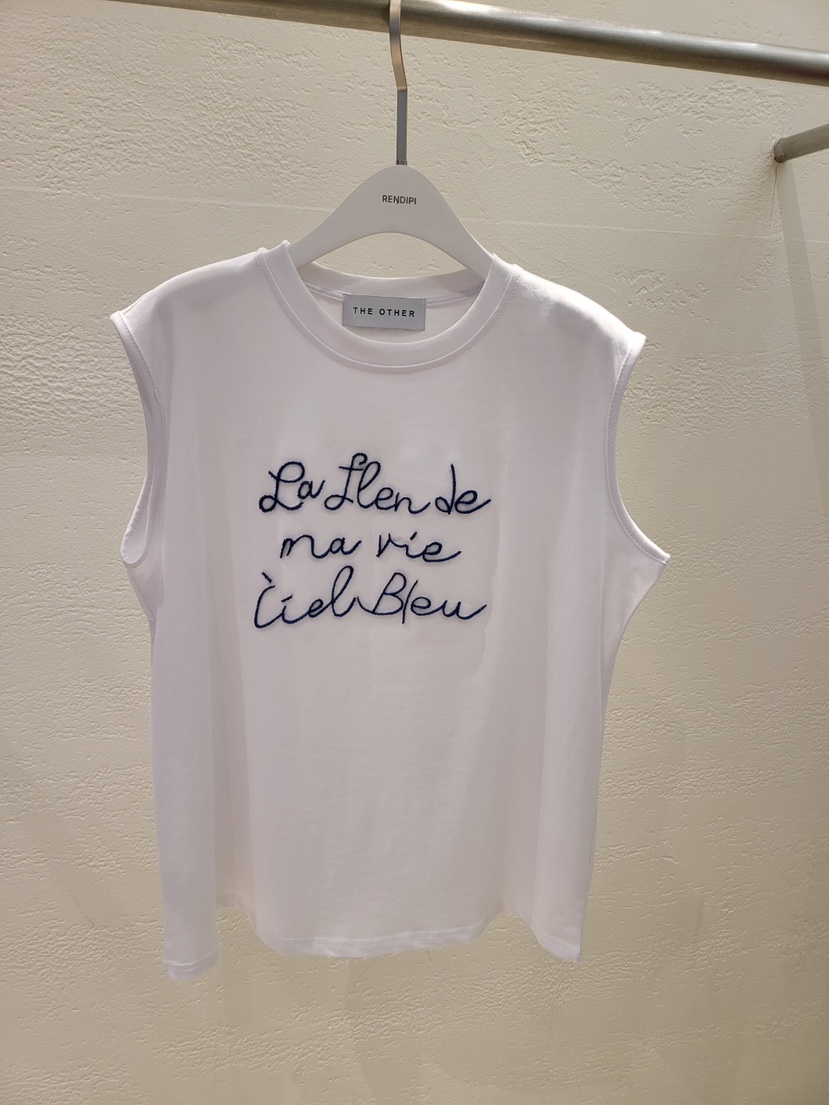 RENDIPI
THE OTHER
La flen de
ma vie
Ciel Bleu